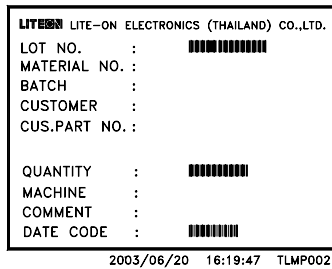 LITEON LITE-ON ELECTRONICS (THAILAND) CO.,LTD.
LOT NO. :
MATERIAL NO. :
BATCH :
CUSTOMER :
CUS.PART NO. :
QUANTITY :
MACHINE :
COMMENT :
DATE CODE :
2003/06/20 16:19:47 TLMP002